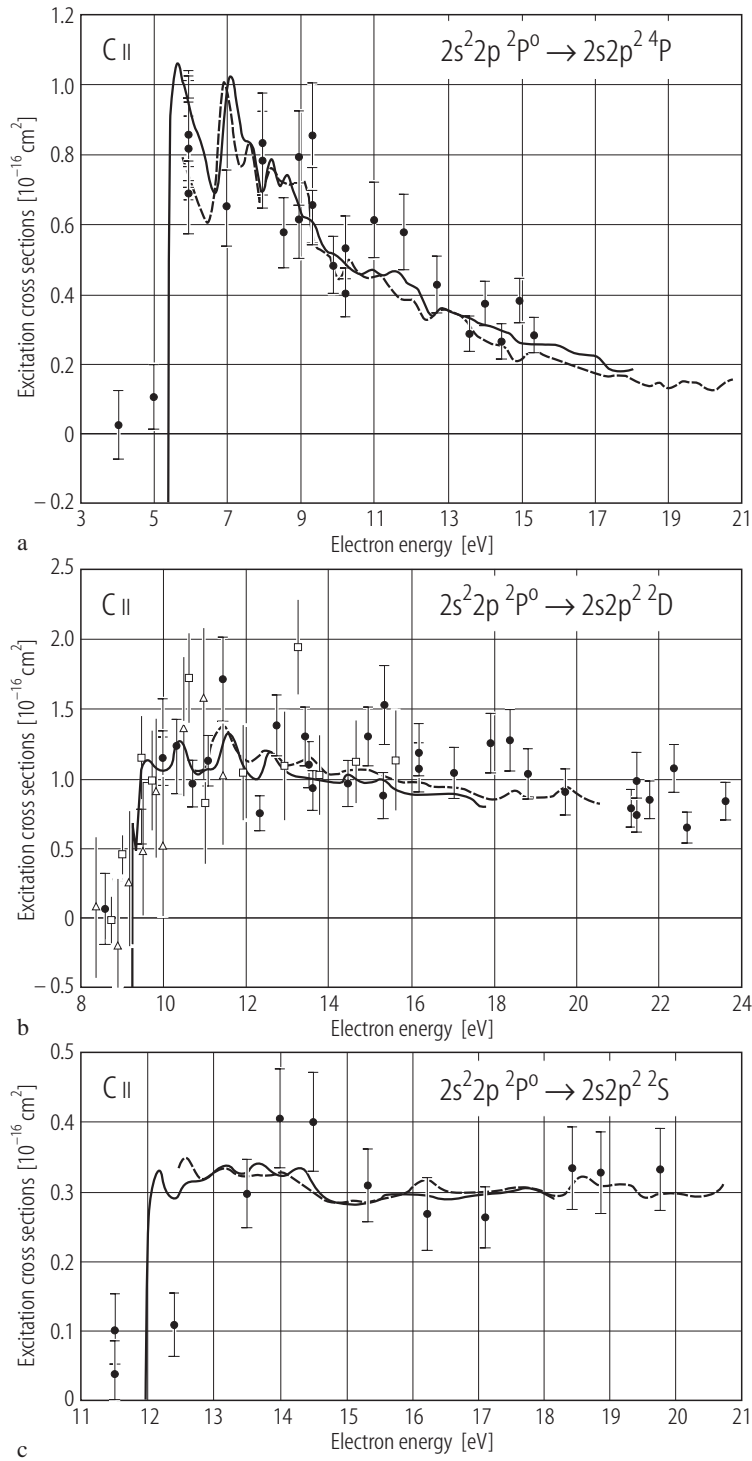 1.2
C II
2s²2p ²Pᴼ → 2s2p² ⁴P
1.0
0.8
0.6
0.4
0.2
0
– 0.2
Excitation cross sections [10⁻¹⁶ cm²]
3 5 7 9 11 13 15 17 19 21
a
Electron energy [eV]
2.5
C II
2s²2p ²Pᴼ → 2s2p² ²D
2.0
1.5
1.0
0.5
0
– 0.5
Excitation cross sections [10⁻¹⁶ cm²]
8 10 12 14 16 18 20 22 24
b
Electron energy [eV]
0.5
C II
2s²2p ²Pᴼ → 2s2p² ²S
0.4
0.3
0.2
0.1
0
Excitation cross sections [10⁻¹⁶ cm²]
11 12 13 14 15 16 17 18 19 20 21
Electron energy [eV]
c